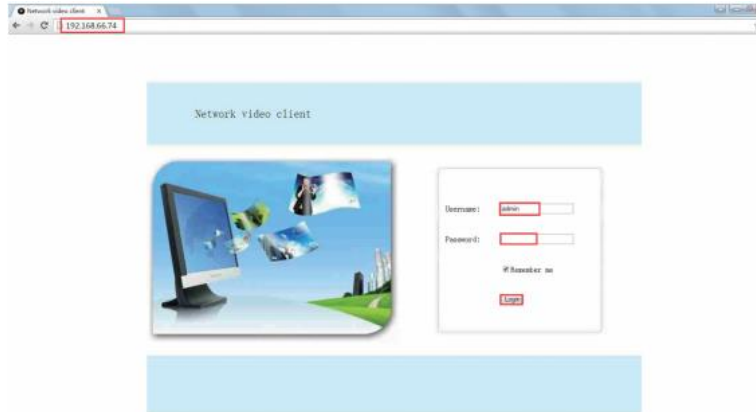 Network video client
192.168.66.74
Network video client
Username: admin
Password:
Remember me
Login